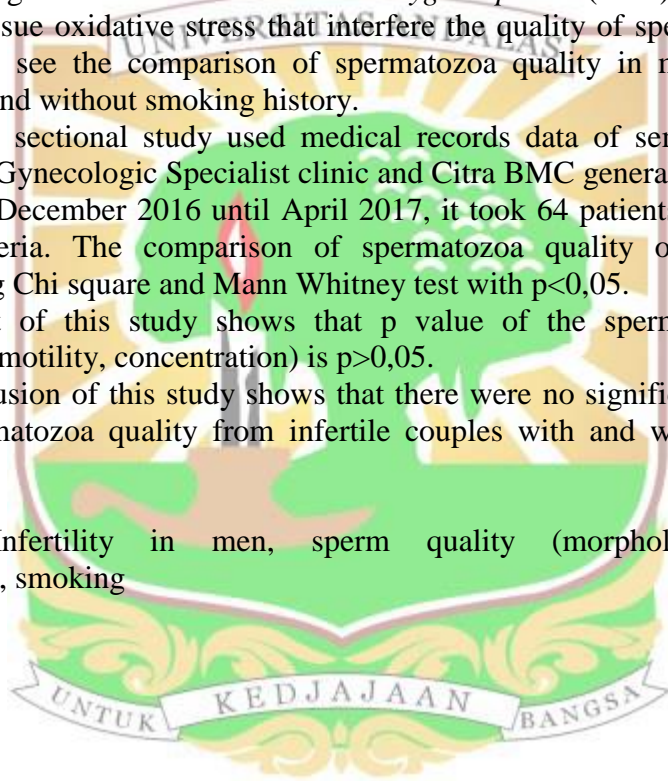 (
sue oxidative stress that interfere the quality of spe
UNIVERSITAS ANDALAS
see the comparison of spermatozoa quality in
nd without smoking history.
sectional study used medical records data of ser
Gynecologic Specialist clinic and Citra BMC genera
December 2016 until April 2017, it took 64 patient
eria. The comparison of spermatozoa quality o
g Chi square and Mann Whitney test with p<0,05.
of this study shows that p value of the sperm
motility, concentration) is p>0,05.
usion of this study shows that there were no signific
matozoa quality from infertile couples with and w
nfertility in men, sperm quality (morphol
, smoking
UNTUK KEDJAJAAN BANGSA